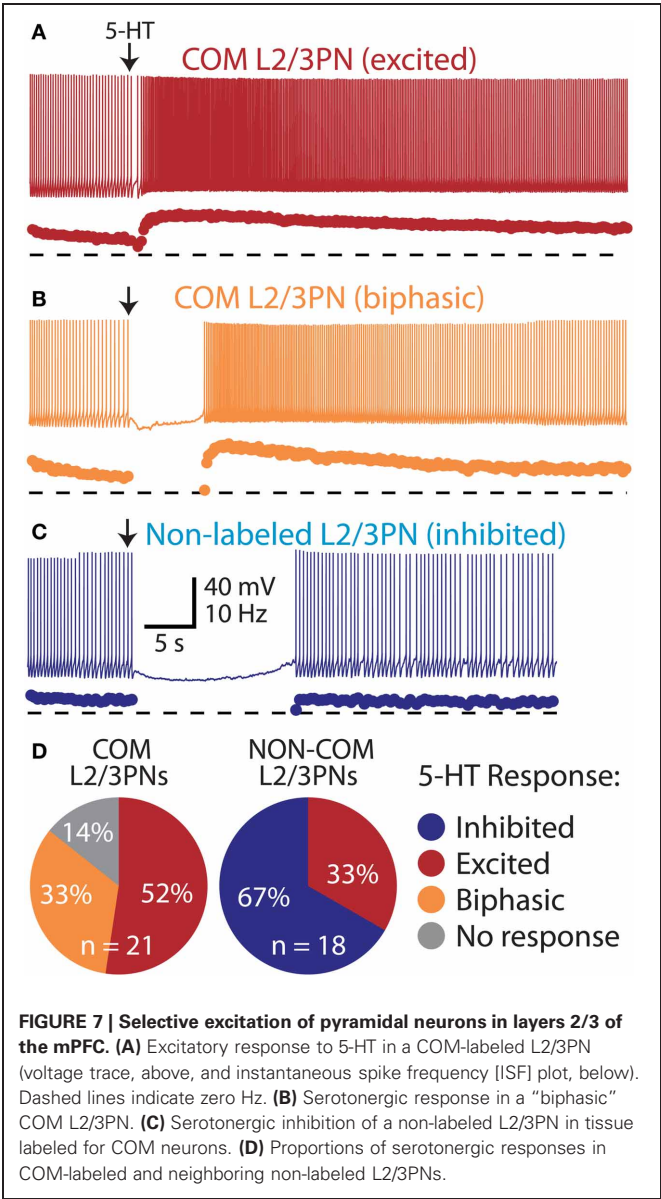 A
5-HT
COM L2/3PN (excited)
B
COM L2/3PN (biphasic)
C
Non-labeled L2/3PN (inhibited)
40 mV
10 Hz
5 s
D
COM
L2/3PNs
NON-COM
L2/3PNs
5-HT Response:
14%
33%
52%
n = 21
67%
33%
n = 18
Inhibited
Excited
Biphasic
No response
FIGURE 7 | Selective excitation of pyramidal neurons in layers 2/3 of
the mPFC. (A) Excitatory response to 5-HT in a COM-labeled L2/3PN
(voltage trace, above, and instantaneous spike frequency [ISF] plot, below).
Dashed lines indicate zero Hz. (B) Serotonergic response in a “biphasic”
COM L2/3PN. (C) Serotonergic inhibition of a non-labeled L2/3PN in tissue
labeled for COM neurons. (D) Proportions of serotonergic responses in
COM-labeled and neighboring non-labeled L2/3PNs.